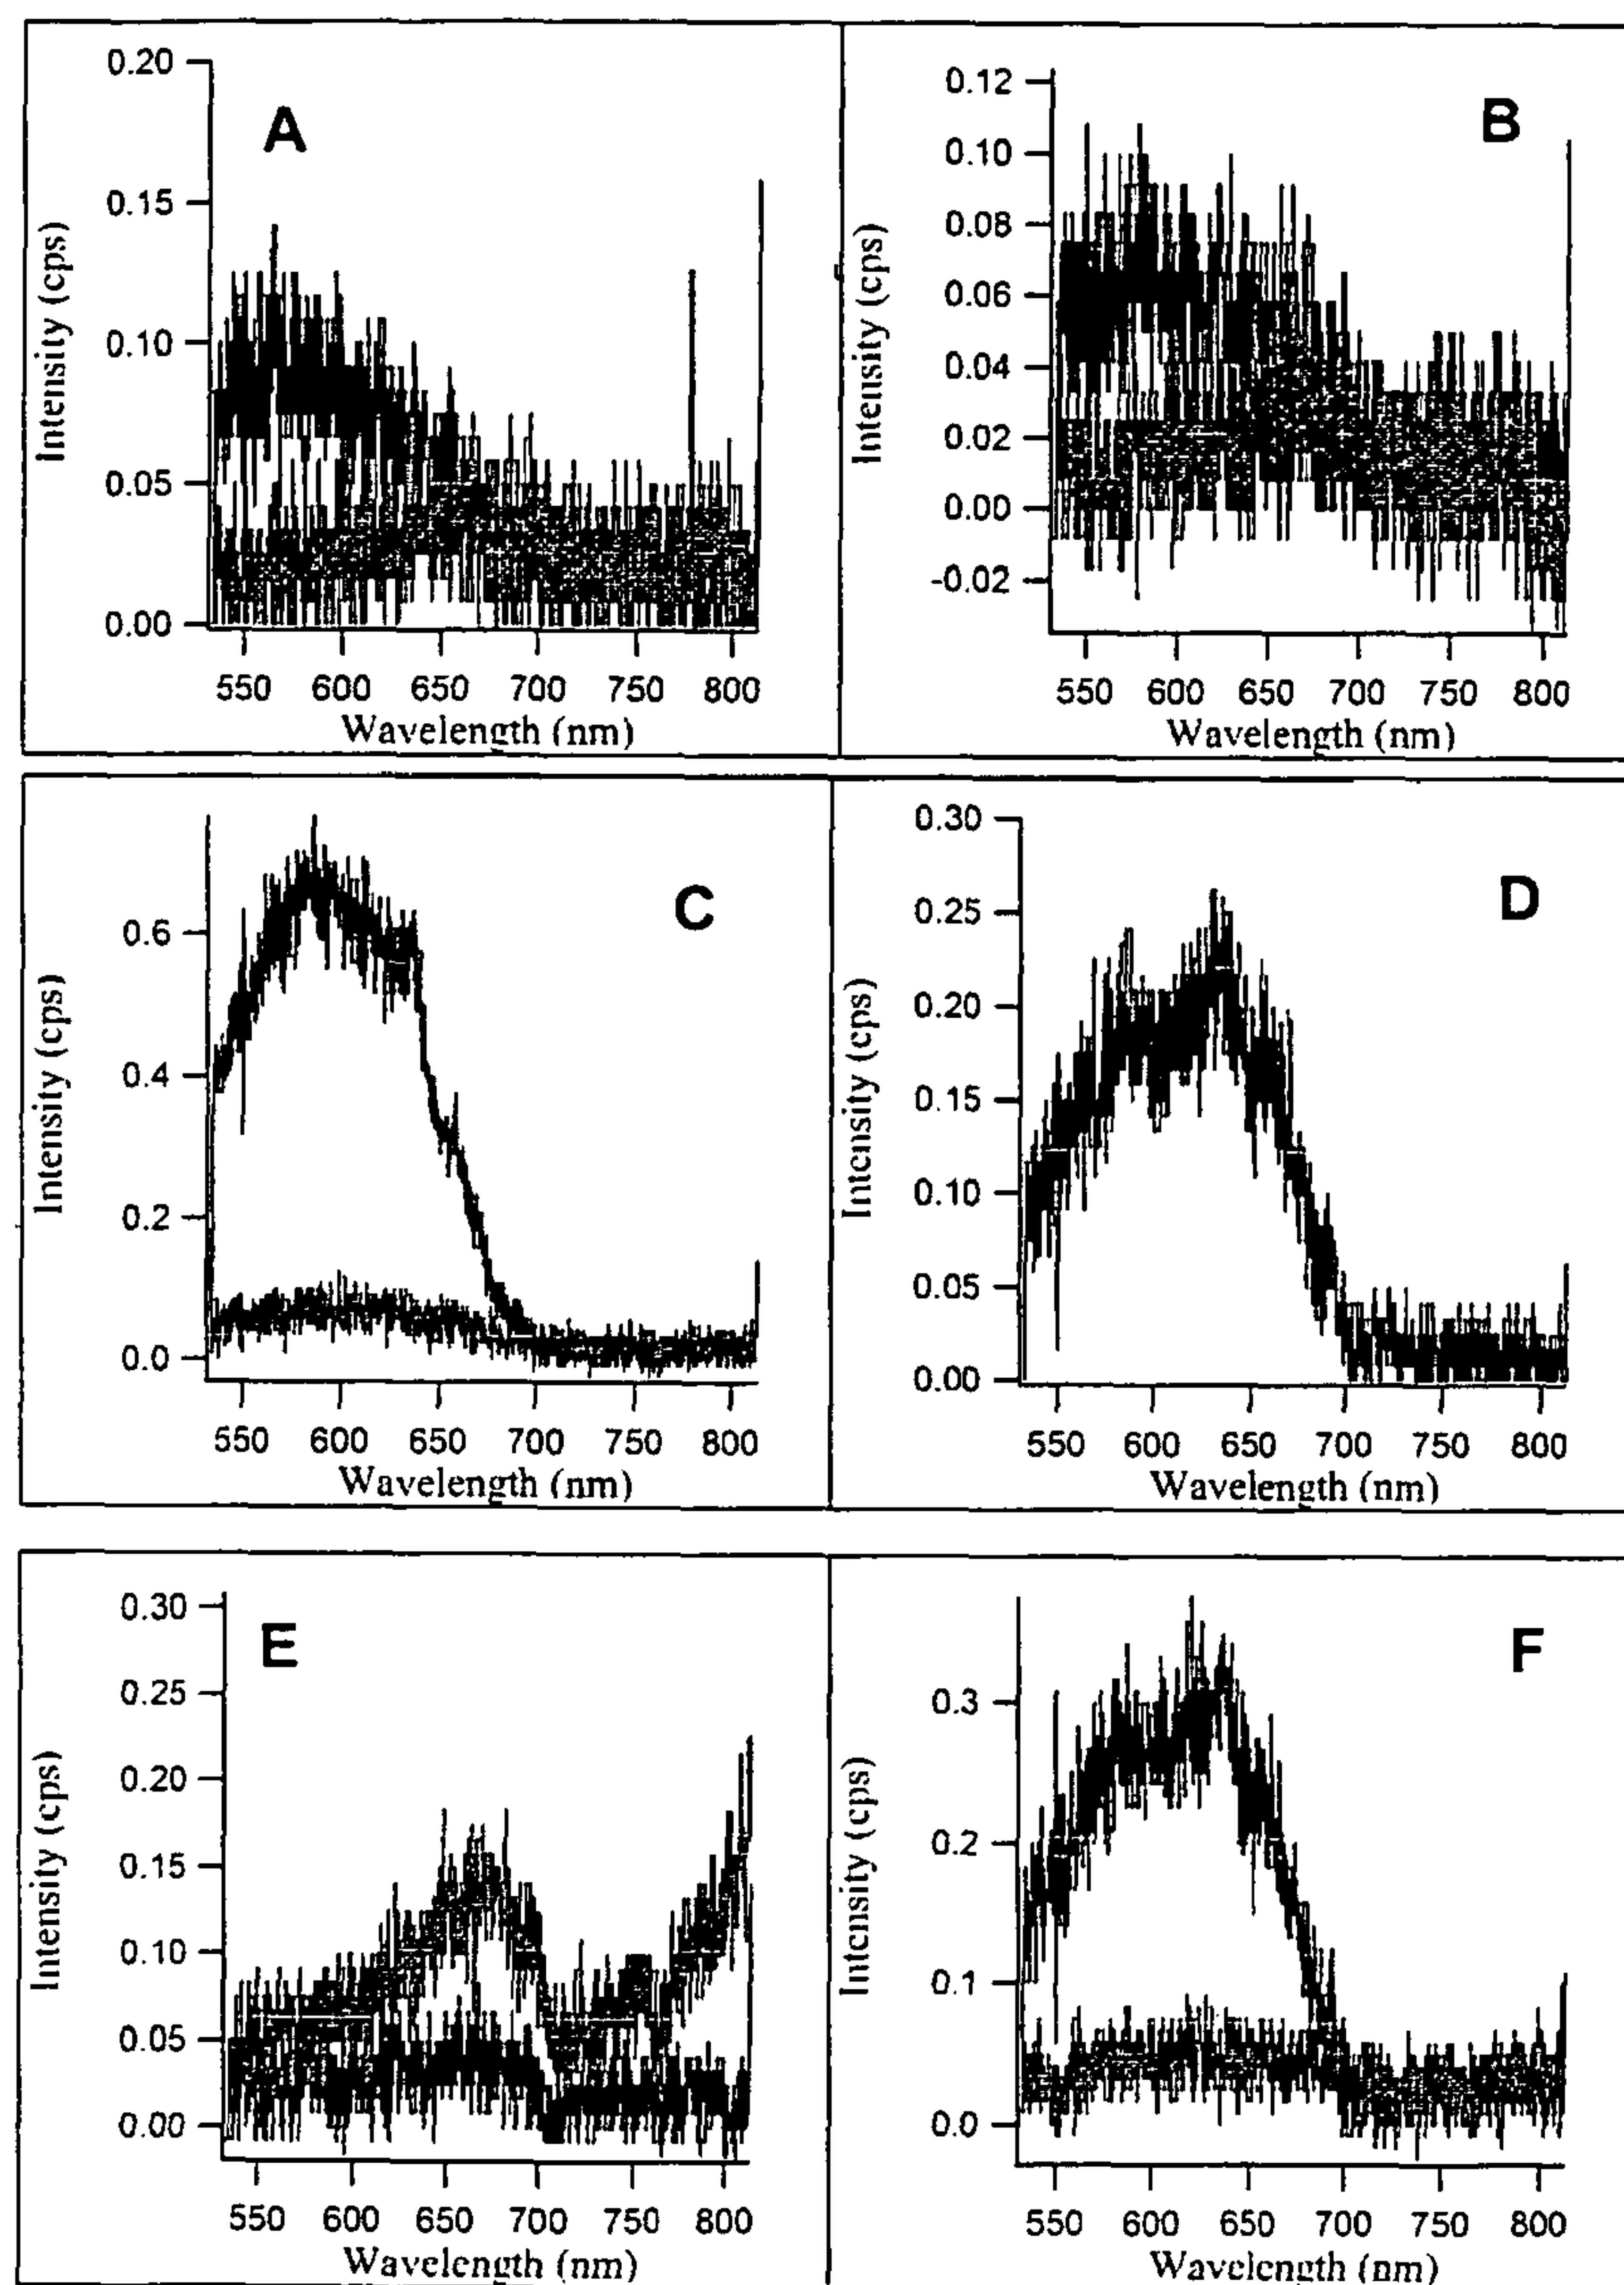 A
Intensity (cps)
0.20
0.15
0.10
0.05
0.00
550 600 650 700 750 800
Wavelength (nm)
B
Intensity (cps)
0.12
0.10
0.08
0.06
0.04
0.02
0.00
-0.02
550 600 650 700 750 800
Wavelength (nm)
C
Intensity (cps)
0.6
0.4
0.2
0.0
550 600 650 700 750 800
Wavelength (nm)
D
Intensity (cps)
0.30
0.25
0.20
0.15
0.10
0.05
0.00
550 600 650 700 750 800
Wavelength (nm)
E
Intensity (cps)
0.30
0.25
0.20
0.15
0.10
0.05
0.00
550 600 650 700 750 800
Wavelength (nm)
F
Intensity (cps)
0.3
0.2
0.1
0.0
550 600 650 700 750 800
Wavelength (nm)